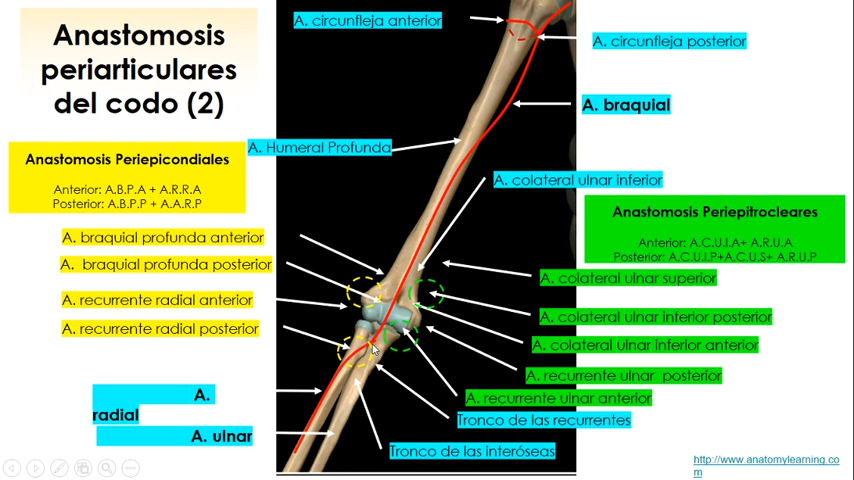 Anastomosis
periarticulares
del codo (2)
A. circunfleja anterior
A. circunfleja posterior
A. braquial
A. Humeral Profunda
Anastomosis Periepicondiales
Anterior: A.B.P.A + A.R.R.A
Posterior: A.B.P.P + A.A.R.P
A. colateral ulnar inferior
Anastomosis Periepitrocleares
Anterior: A.C.U.I.A+ A.R.U.A
Posterior: A.C.U.I.P+A.C.U.S+ A.R.U.P
A. braquial profunda anterior
A. braquial profunda posterior
A. recurrente radial anterior
A. recurrente radial posterior
A. colateral ulnar superior
A. colateral ulnar inferior posterior
A. colateral ulnar inferior anterior
A. recurrente ulnar posterior
A. recurrente ulnar anterior
A.
radial
A. ulnar
Tronco de las recurrentes
Tronco de las interóseas
http://www.anatomylearning.co
m